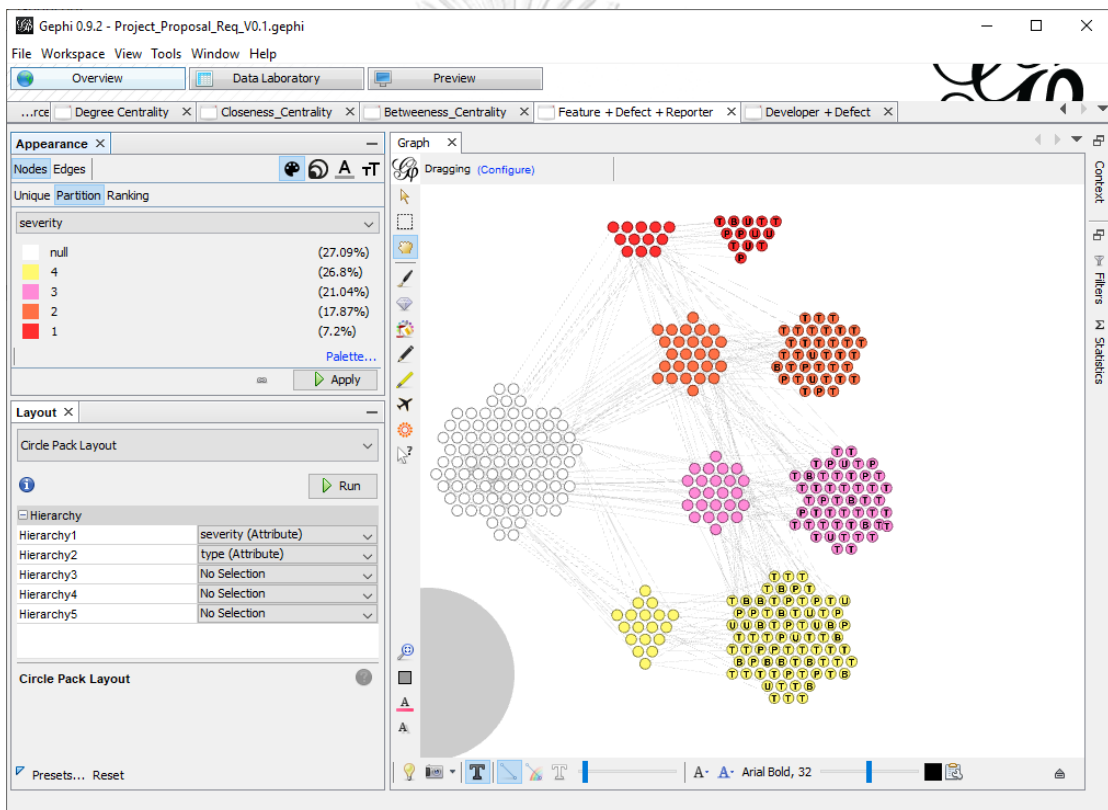 Gephi 0.9.2 - Project_Proposal_Req_V0.1.gephi
File Workspace View Tools Window Help
Overview Data Laboratory Preview
...rce Degree Centrality Closeness_Centrality Betweeness_Centrality Feature + Defect + Reporter Developer + Defect
Appearance
Nodes Edges
Unique Partition Ranking
severity
null (27.09%)
4 (26.8%)
3 (21.04%)
2 (17.87%)
1 (7.2%)
Palette...
Apply
Layout
Circle Pack Layout
Run
Hierarchy
Hierarchy1 severity (Attribute)
Hierarchy2 type (Attribute)
Hierarchy3 No Selection
Hierarchy4 No Selection
Hierarchy5 No Selection
Circle Pack Layout
Presets... Reset
Graph
Dragging (Configure)
T B U T T
P P U U
T U T
P
T T T
T T T T T T
T T T T T T
T T U T T T
B T P T T T
P T U T T T
T P T
T T
T P U T P
T B T T T P T
T T T T T T T
T P T B T T
P T T T T T T
T T T T T B T T
T U T T T
T T
T T T
T B P T
T B B T P T P T U
P P T B T U T P
U U B T P T U B P
T T T P U T T B
T T P P T T T T T
B P B B T B T T T
T T T T P T P T B
U T T B
T T T
T T T A- A- Arial Bold, 32
Context
Filters
Statistics